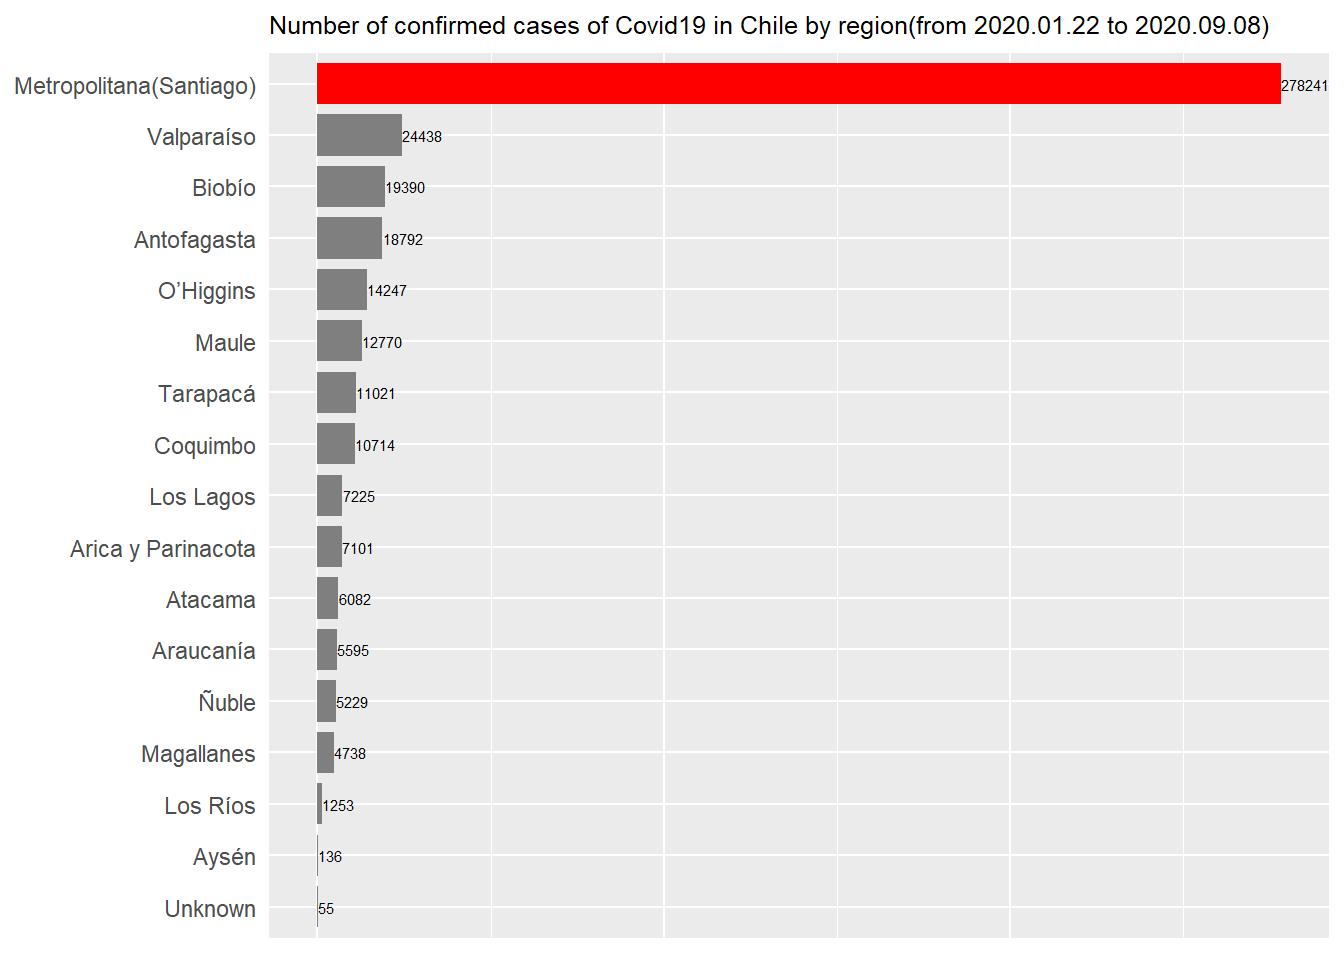 Number of confirmed cases of Covid19 in Chile by region(from 2020.01.22 to 2020.09.08)
Metropolitana(Santiago) 278241
Valparaíso 24438
Biobío 19390
Antofagasta 18792
O’Higgins 14247
Maule 12770
Tarapacá 11021
Coquimbo 10714
Los Lagos 7225
Arica y Parinacota 7101
Atacama 6082
Araucanía 5595
Ñuble 5229
Magallanes 4738
Los Ríos 1253
Aysén 136
Unknown 55